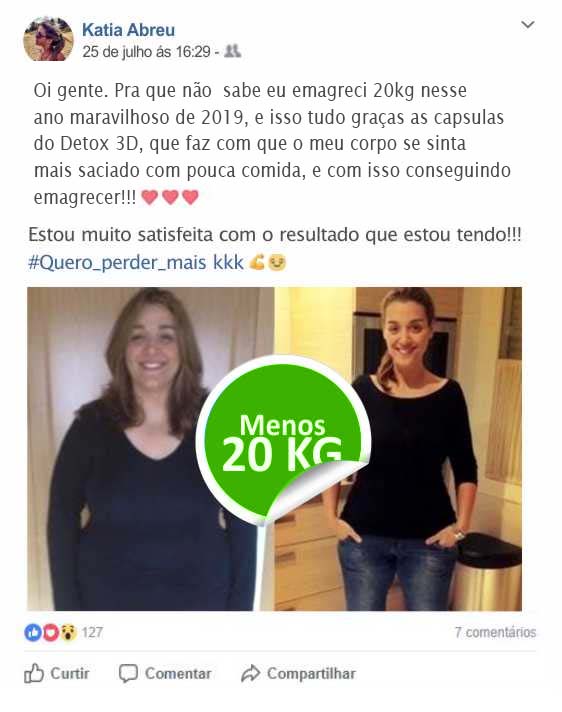 Katia Abreu
25 de julho ás 16:29 -
Oi gente. Pra que não sabe eu emagreci 20kg nesse
ano maravilhoso de 2019, e isso tudo graças as capsulas
do Detox 3D, que faz com que o meu corpo se sinta
mais saciado com pouca comida, e com isso conseguindo
emagrecer!!! ♥♥♥
Estou muito satisfeita com o resultado que estou tendo!!!
#Quero_perder_mais kkk 💪😉
Menos
20 KG
127
7 comentários
Curtir
Comentar
Compartilhar